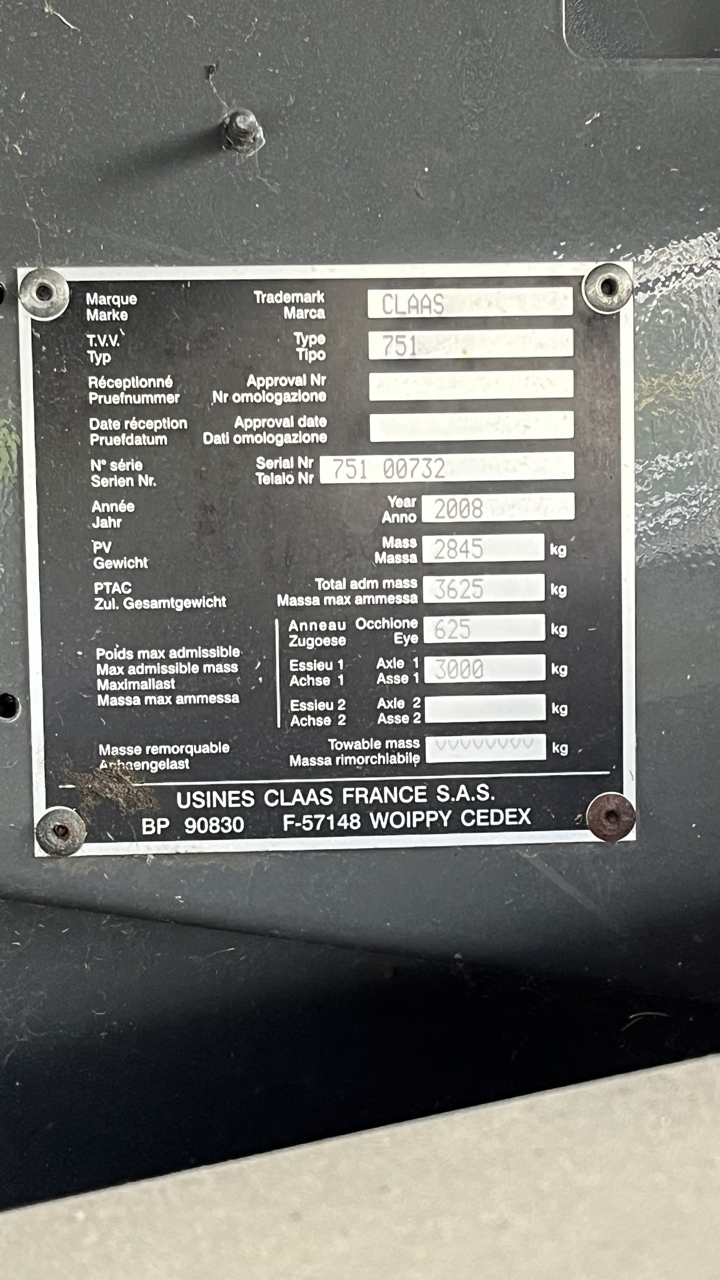 Marque Trademark CLAAS
Marke Marca
T.V.V. Type 751
Typ Tipo
Réceptionné Approval Nr
Pruefnummer Nr omologazione
Date réception Approval date
Pruefdatum Dati omologazione
N° série Serial Nr 751 00732
Serien Nr. Telaio Nr
Année Year 2008
Jahr Anno
PV Mass 2845 kg
Gewicht Massa
PTAC Total adm mass 3625 kg
Zul. Gesamtgewicht Massa max ammessa
Anneau Occhione 625 kg
Zugoese Eye
Poids max admissible
Max admissible mass
Maximallast
Massa max ammessa
Essieu 1 Axle 1 3000 kg
Achse 1 Asse 1
Essieu 2 Axle 2 kg
Achse 2 Asse 2
Masse remorquable Towable mass VVVVVVVV kg
Anhaengelast Massa rimorchiabile
USINES CLAAS FRANCE S.A.S.
BP 90830 F-57148 WOIPPY CEDEX